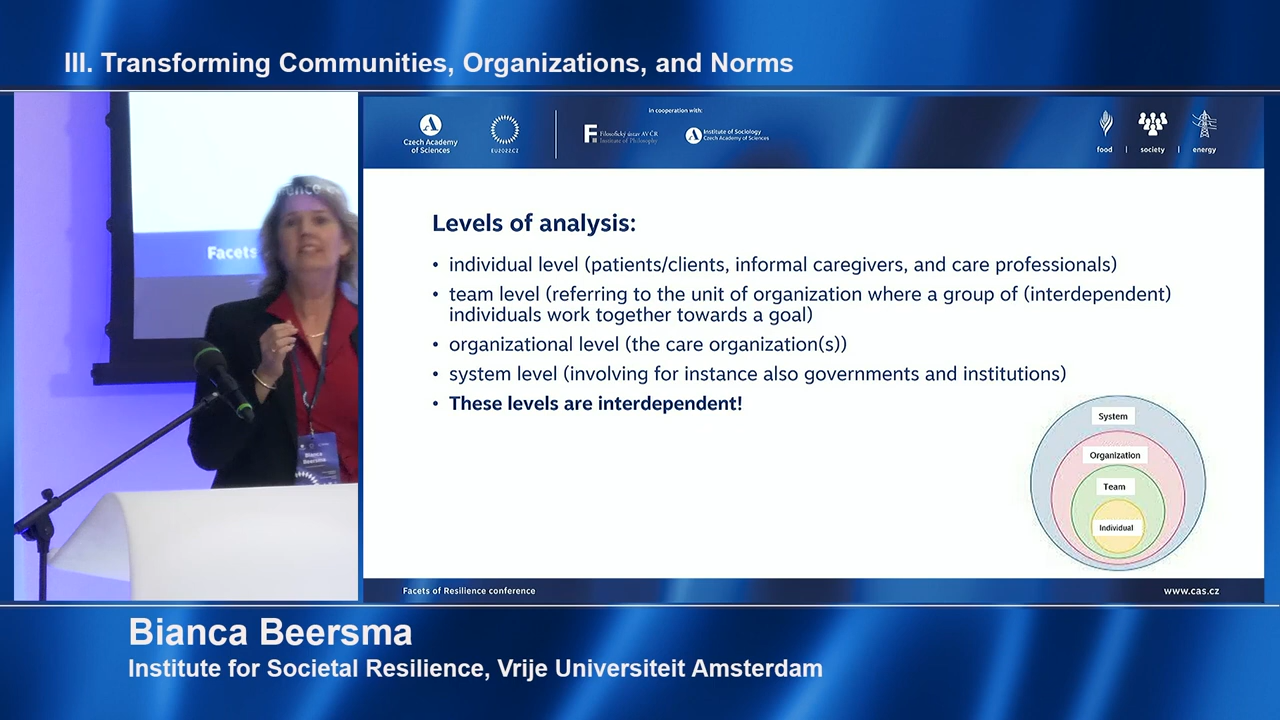 III. Transforming Communities, Organizations, and Norms
In cooperation with:
Czech Academy
of Sciences
EU2022.CZ
Filosofický ústav AV ČR
Institute of Philosophy
Institute of Sociology
Czech Academy of Sciences
food | society | energy
Facets
Levels of analysis:
• individual level (patients/clients, informal caregivers, and care professionals)
• team level (referring to the unit of organization where a group of (interdependent)
individuals work together towards a goal)
• organizational level (the care organization(s))
• system level (involving for instance also governments and institutions)
• These levels are interdependent!
System
Organization
Team
Individual
Bianca
Beersma
Facets of Resilience conference
www.cas.cz
Bianca Beersma
Institute for Societal Resilience, Vrije Universiteit Amsterdam